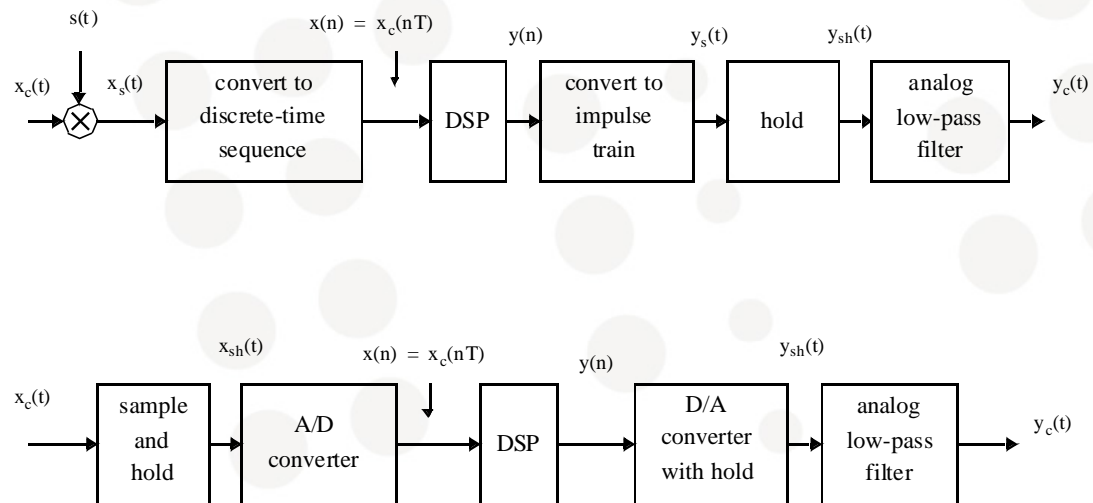 s(t)
x(n) = x_c(nT)
y(n)
y_s(t)
y_sh(t)
x_c(t)
x_s(t)
convert to
discrete-time
sequence
DSP
convert to
impulse
train
hold
analog
low-pass
filter
y_c(t)
x_sh(t)
x(n) = x_c(nT)
y(n)
y_sh(t)
x_c(t)
sample
and
hold
A/D
converter
DSP
D/A
converter
with hold
analog
low-pass
filter
y_c(t)